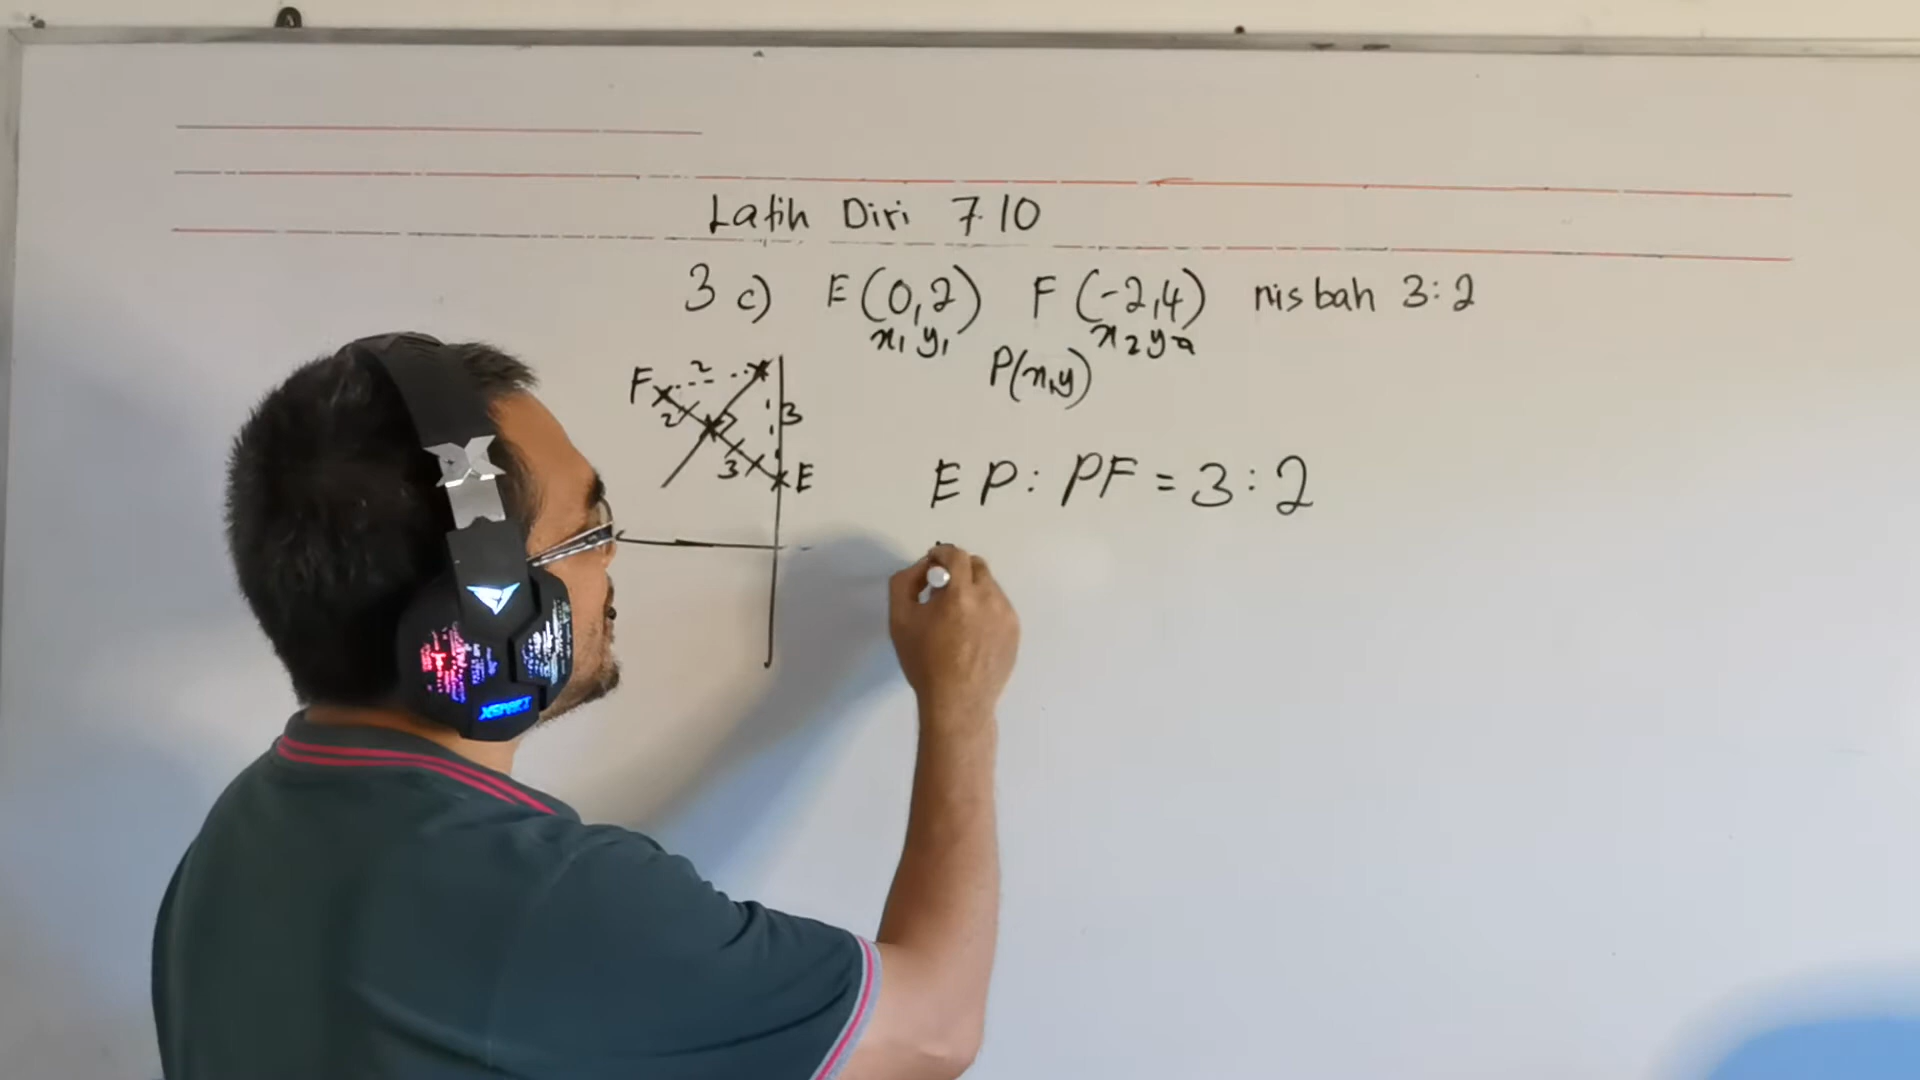 Latih Diri 7.10
3 c) E (0,2) F (-2,4) nisbah 3:2
x₁ y₁ x₂ y₂
P(x,y)
F 2
2 3
3 E
EP : PF = 3 : 2